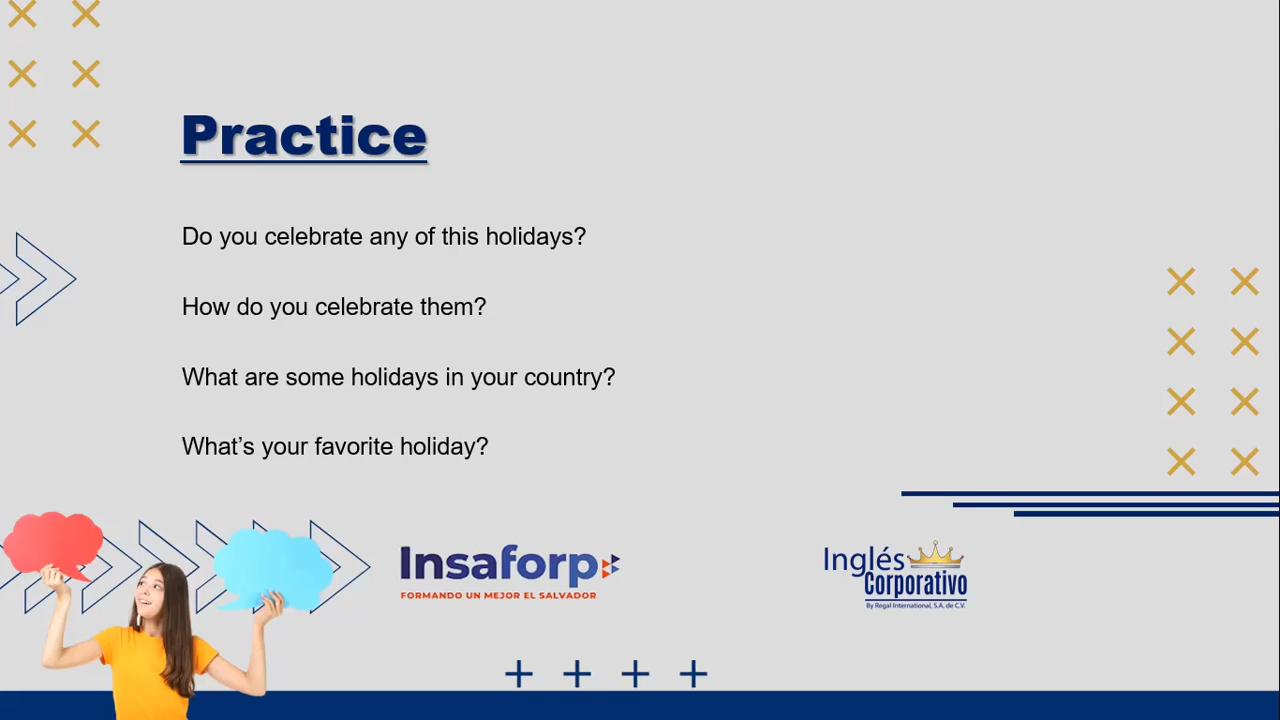 Practice
Do you celebrate any of this holidays?
How do you celebrate them?
What are some holidays in your country?
What’s your favorite holiday?
Insaforp
FORMANDO UN MEJOR EL SALVADOR
Inglés
Corporativo
By Regal International, S.A. de C.V.